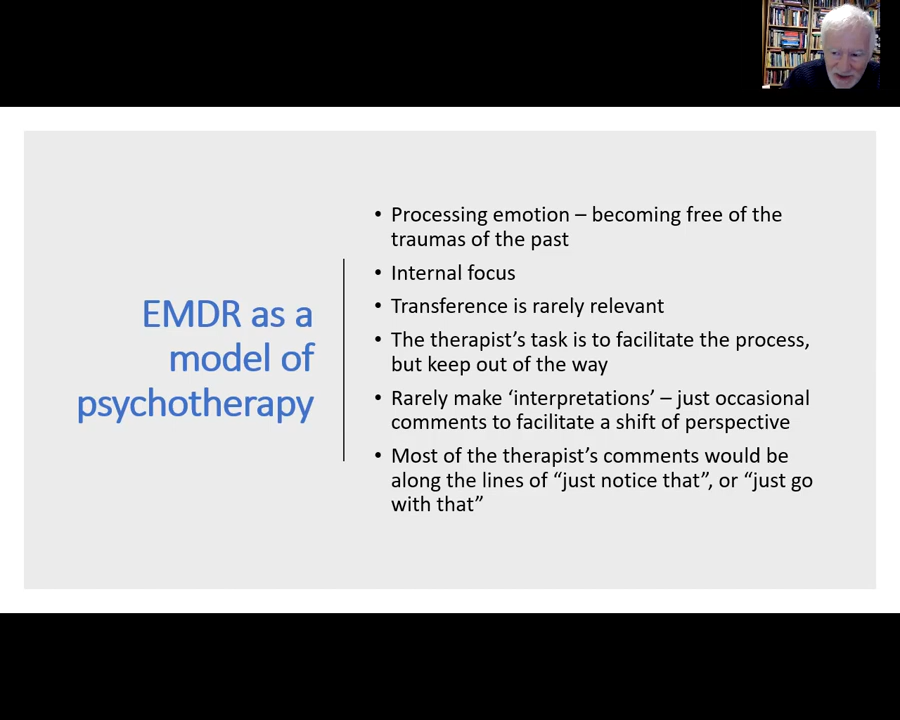 EMDR as a
model of
psychotherapy
• Processing emotion – becoming free of the
traumas of the past
• Internal focus
• Transference is rarely relevant
• The therapist’s task is to facilitate the process,
but keep out of the way
• Rarely make ‘interpretations’ – just occasional
comments to facilitate a shift of perspective
• Most of the therapist’s comments would be
along the lines of “just notice that”, or “just go
with that”